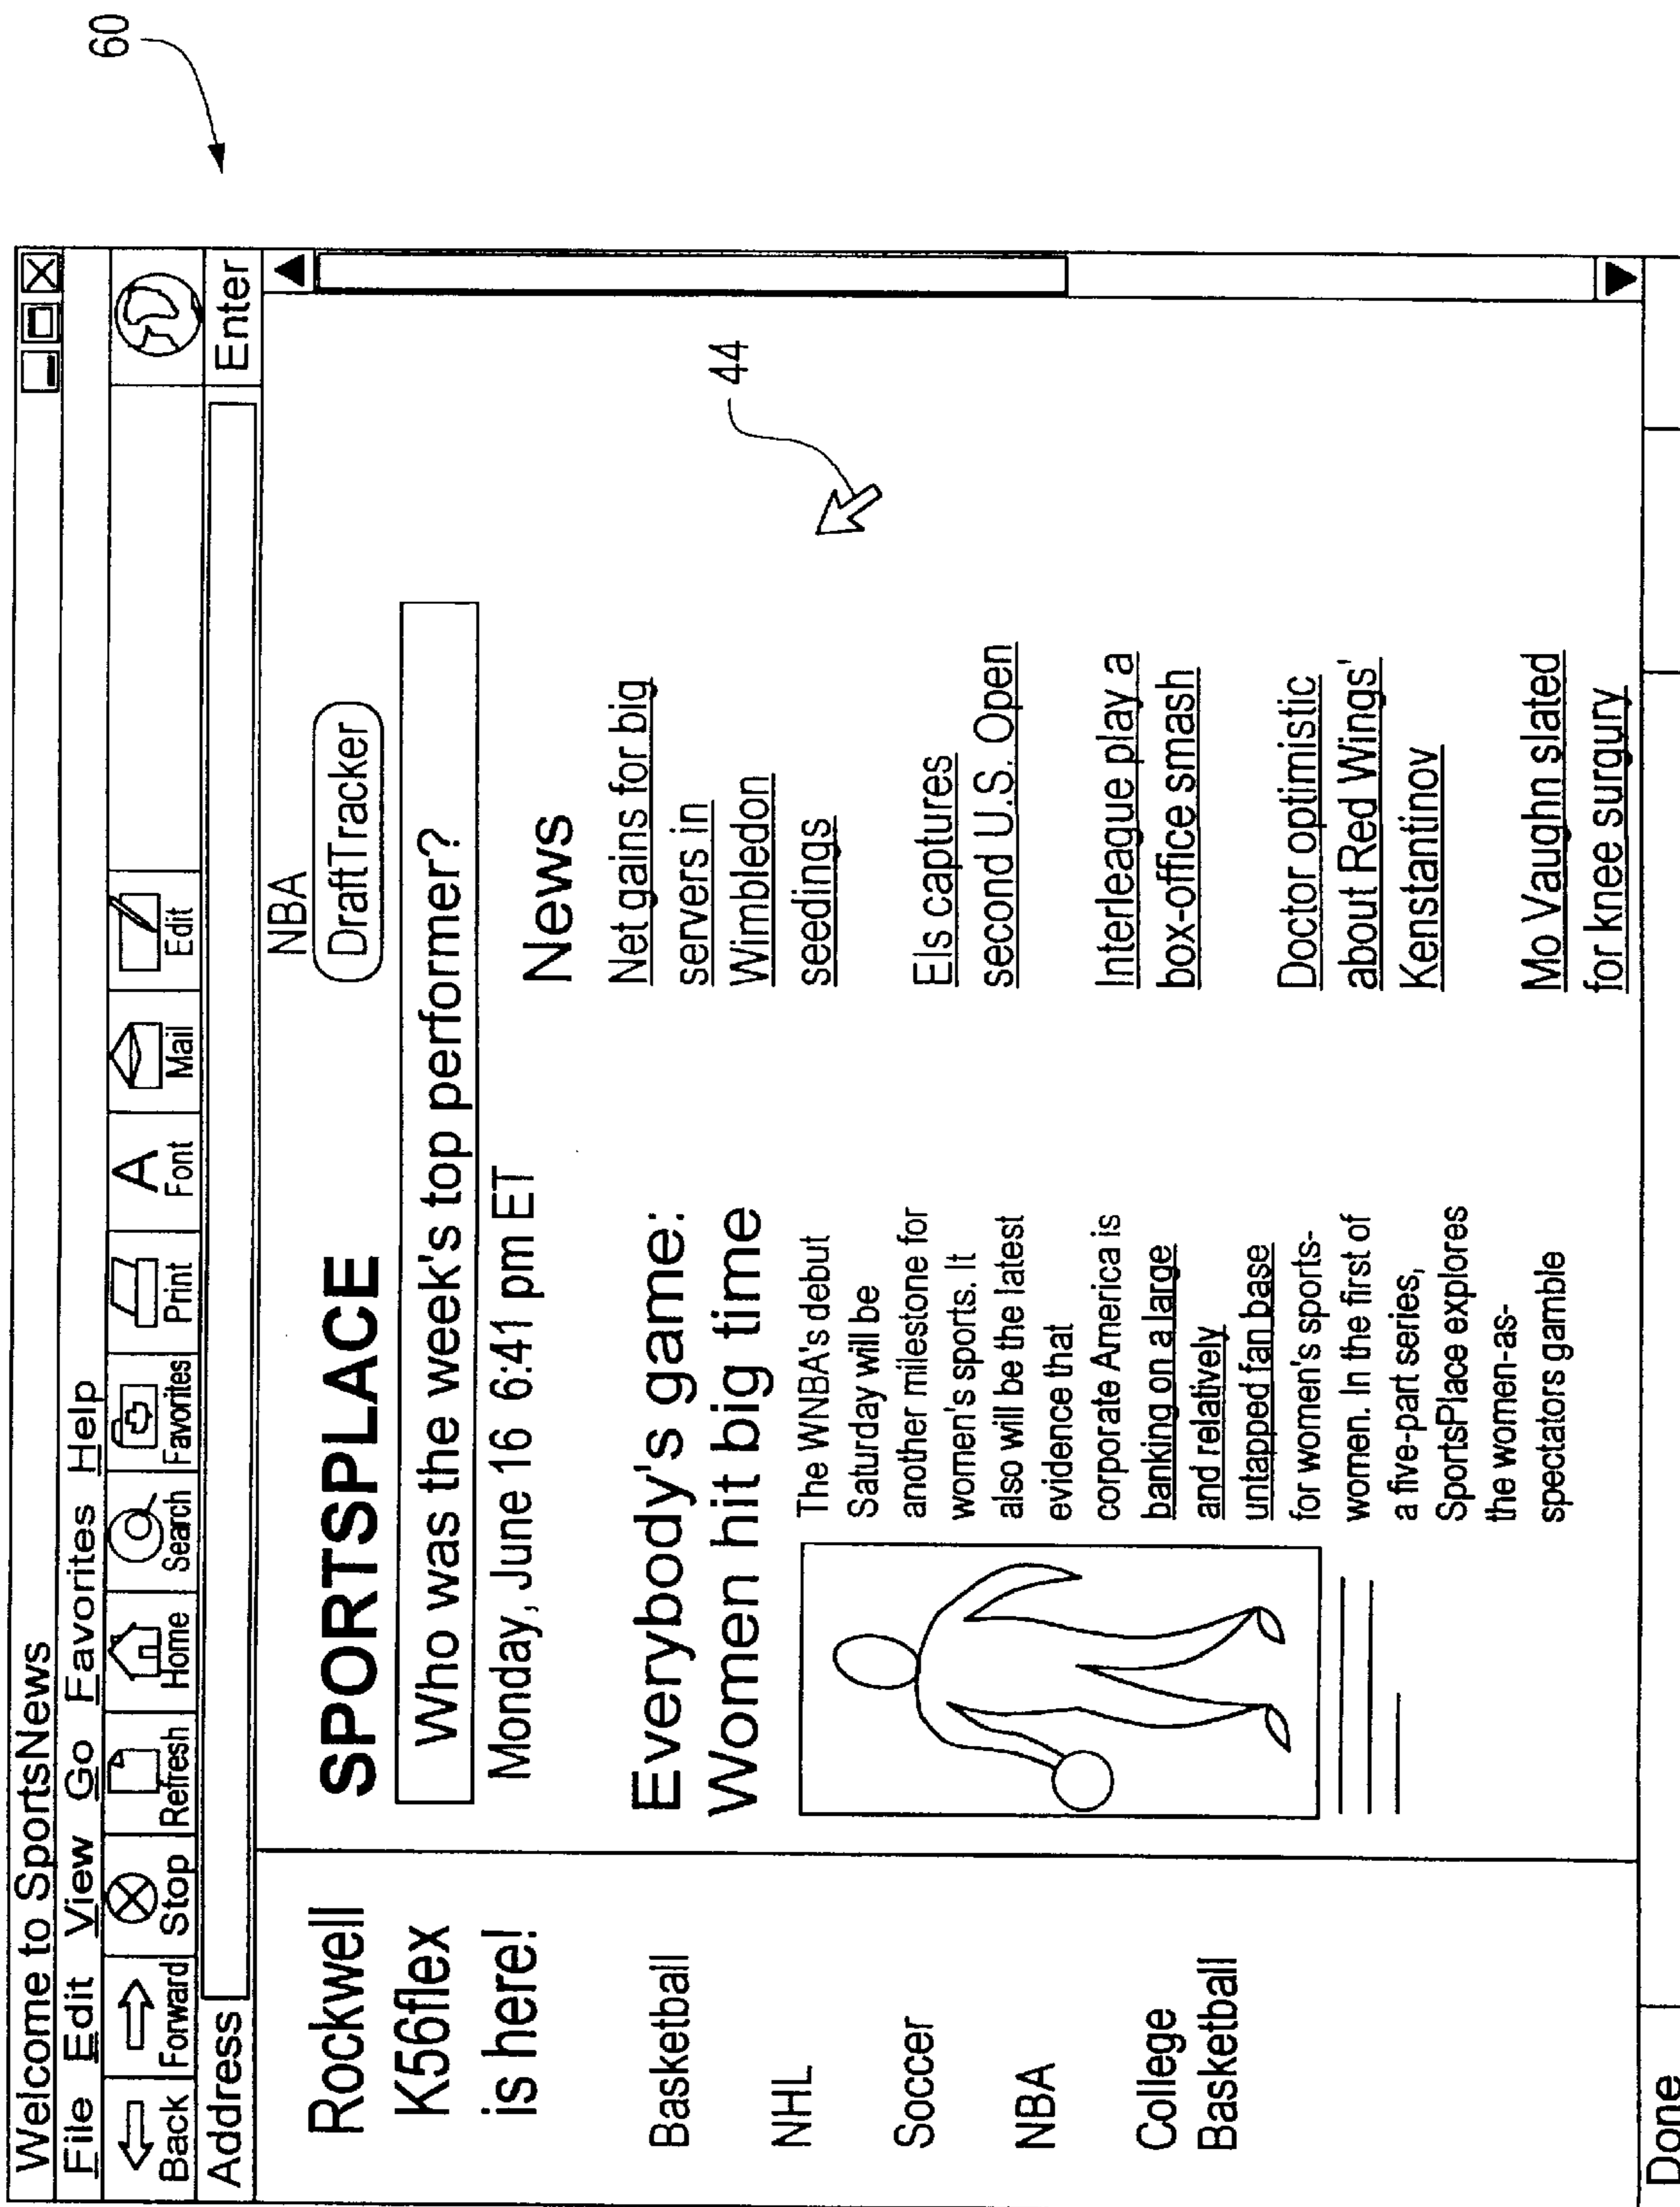 60
Welcome to SportsNews
File Edit View Go Favorites Help
Back Forward Stop Refresh Home Search Favorites Print Font Mail Edit
Address
Enter
Rockwell
K56flex
is here!
Basketball
NHL
Soccer
NBA
College
Basketball
SPORTSPLACE
NBA
DraftTracker
Who was the week's top performer?
Monday, June 16 6:41 pm ET
Everybody's game:
Women hit big time
The WNBA's debut
Saturday will be
another milestone for
women's sports. It
also will be the latest
evidence that
corporate America is
banking on a large
and relatively
untapped fan base
for women's sports-
women. In the first of
a five-part series,
SportsPlace explores
the women-as-
spectators gamble
News
Net gains for big
servers in
Wimbledon
seedings
Els captures
second U.S. Open
Interleague play a
box-office smash
Doctor optimistic
about Red Wings'
Kenstantinov
Mo Vaughn slated
for knee surgury
44
Done